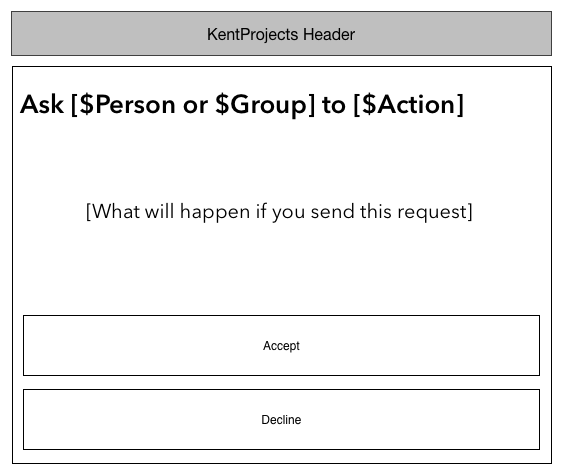 KentProjects Header
Ask [$Person or $Group] to [$Action]
[What will happen if you send this request]
Accept
Decline